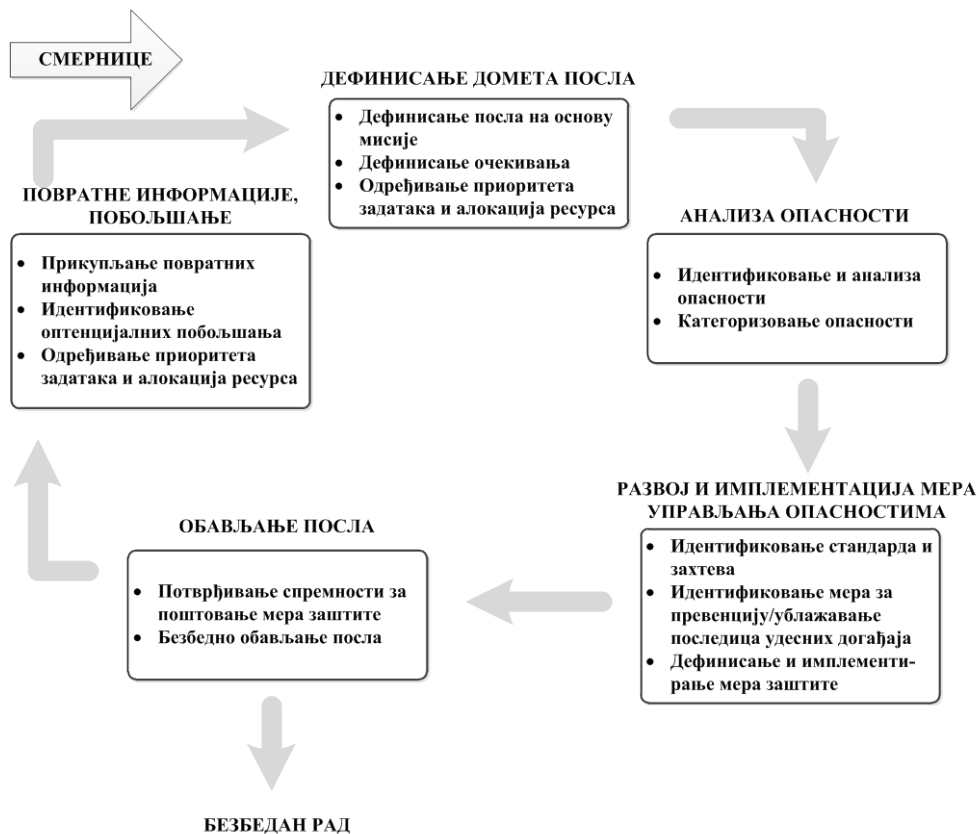 СМЕРНИЦЕ
ДЕФИНИСАЊЕ ДОМЕТА ПОСЛА
• Дефинисање посла на основу
мисије
• Дефинисање очекивања
• Одређивање приоритета
задатака и алокација ресурса
АНАЛИЗА ОПАСНОСТИ
• Идентификовање и анализа
опасности
• Категоризовање опасности
РАЗВОЈ И ИМПЛЕМЕНТАЦИЈА МЕРА
УПРАВЉАЊА ОПАСНОСТИМА
• Идентификовање стандарда и
захтева
• Идентификовање мера за
превенцију/ублажавање
последица удесних догађаја
• Дефинисање и имплементи-
рање мера заштите
ОБАВЉАЊЕ ПОСЛА
• Потврђивање спремности за
поштовање мера заштите
• Безбедно обављање посла
БЕЗБЕДАН РАД
ПОВРАТНЕ ИНФОРМАЦИЈЕ,
ПОБОЉШАЊЕ
• Прикупљање повратних
информација
• Идентификовање
оптенцијалних побољшања
• Одређивање приоритета
задатака и алокација ресурса